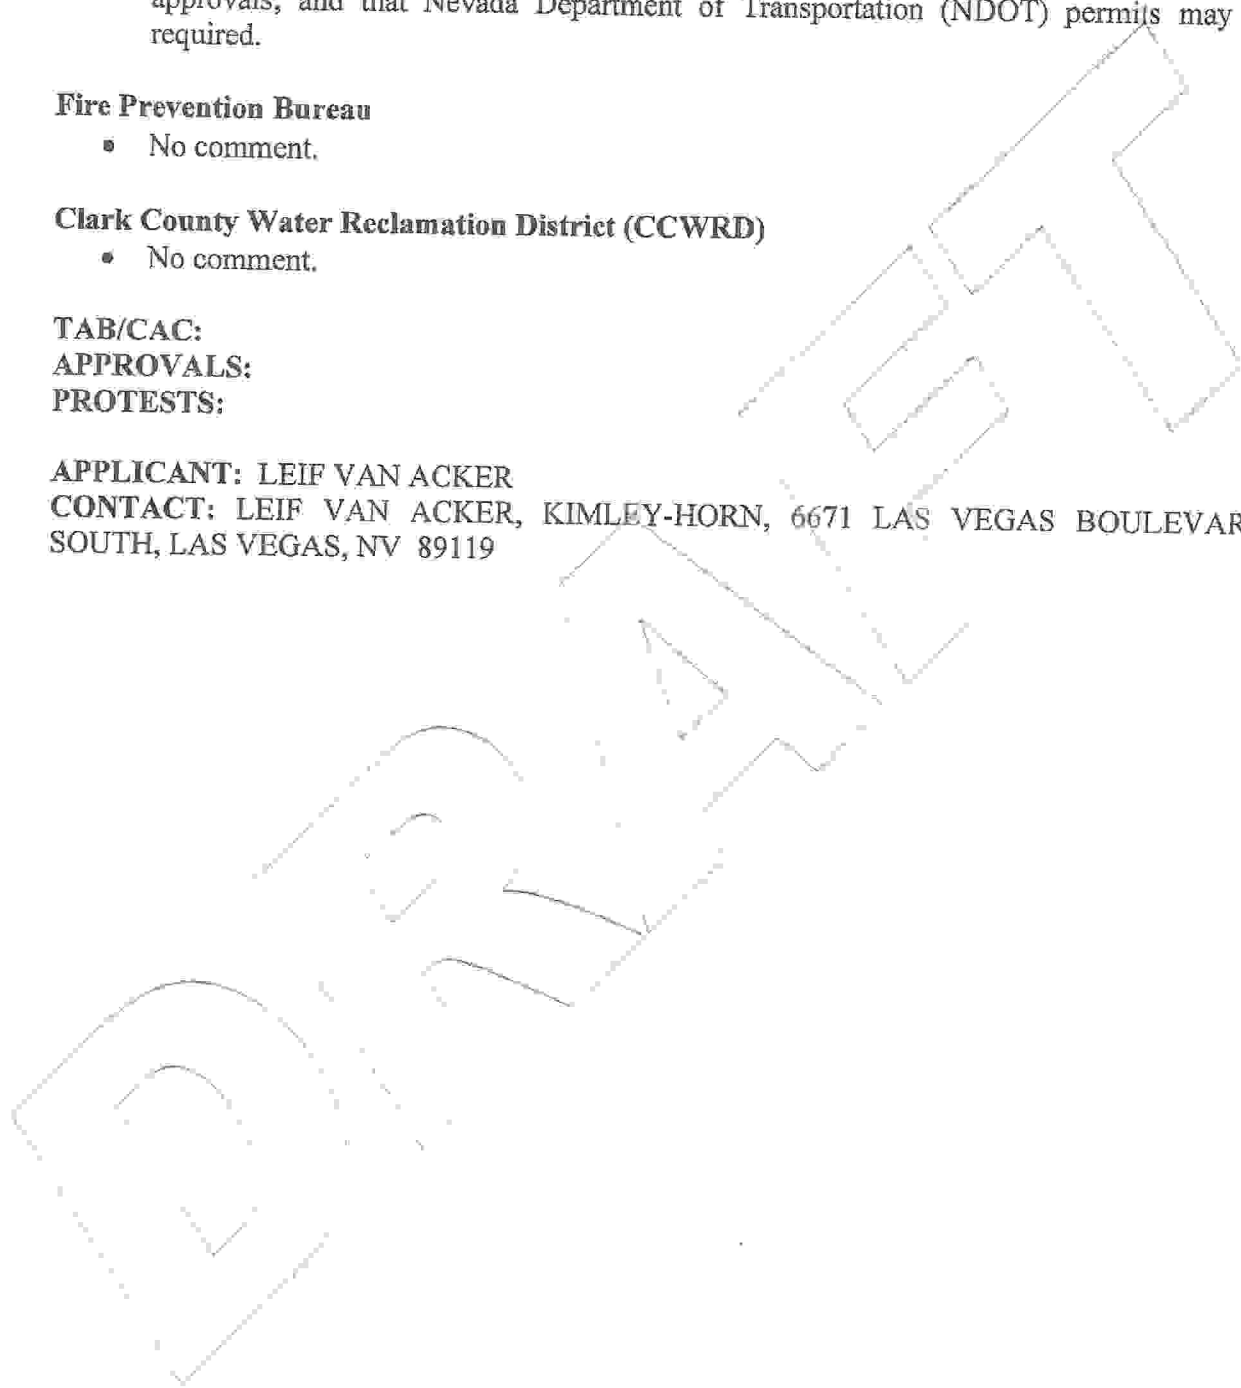 approvals, and that Nevada Department of Transportation (NDOT) permits may
required.
Fire Prevention Bureau
• No comment.
Clark County Water Reclamation District (CCWRD)
• No comment.
TAB/CAC:
APPROVALS:
PROTESTS:
APPLICANT: LEIF VAN ACKER
CONTACT: LEIF VAN ACKER, KIMLEY-HORN, 6671 LAS VEGAS BOULEVAR
SOUTH, LAS VEGAS, NV 89119
DRAFT